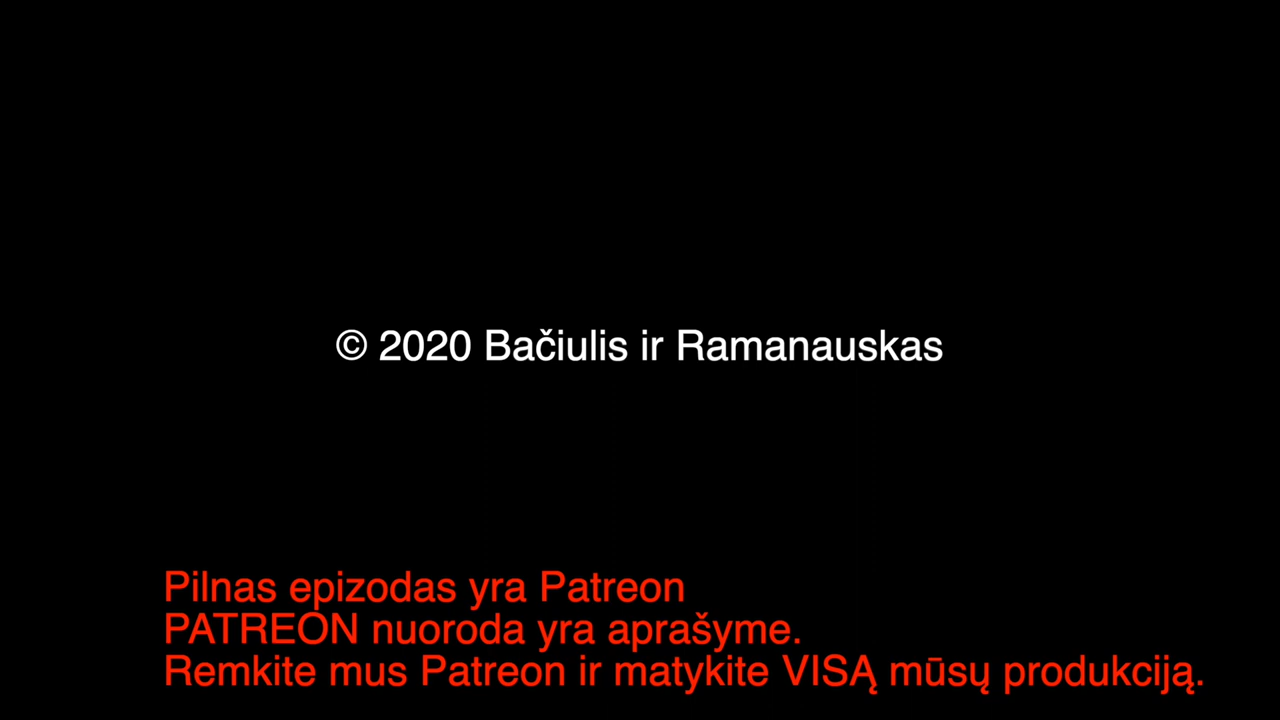 © 2020 Bačiulis ir Ramanauskas
Pilnas epizodas yra Patreon
PATREON nuoroda yra aprašyme.
Remkite mus Patreon ir matykite VISĄ mūsų produkciją.